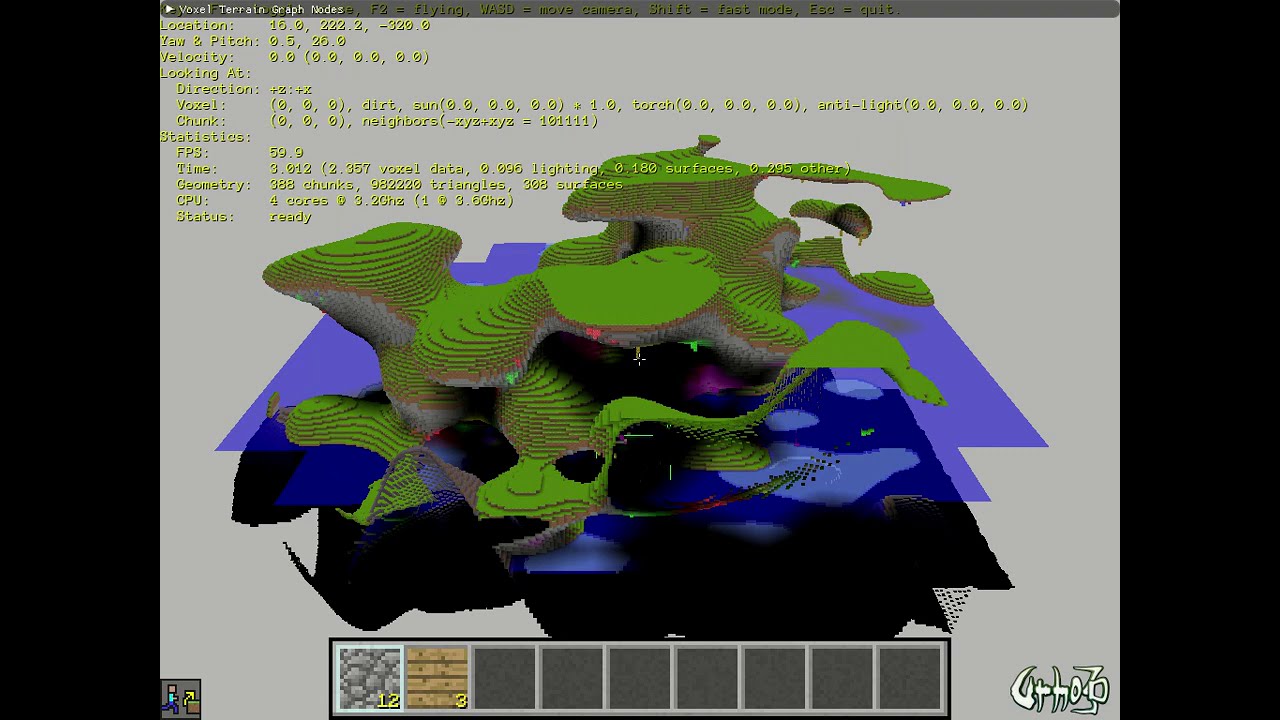 Voxel Terrain Graph Nodes e, F2 = flying, WASD = move camera, Shift = fast mode, Esc = quit.
Location: 16.0, 222.2, -320.0
Yaw & Pitch: 0.5, 26.0
Velocity: 0.0 (0.0, 0.0, 0.0)
Looking At:
Direction: +z:+x
Voxel: (0, 0, 0), dirt, sun(0.0, 0.0, 0.0) * 1.0, torch(0.0, 0.0, 0.0), anti-light(0.0, 0.0, 0.0)
Chunk: (0, 0, 0), neighbors(-xyz+xyz = 101111)
Statistics:
FPS: 59.9
Time: 3.012 (2.357 voxel data, 0.096 lighting, 0.180 surfaces, 0.295 other)
Geometry: 388 chunks, 982220 triangles, 308 surfaces
CPU: 4 cores @ 3.2Ghz (1 @ 3.6Ghz)
Status: ready
12 3